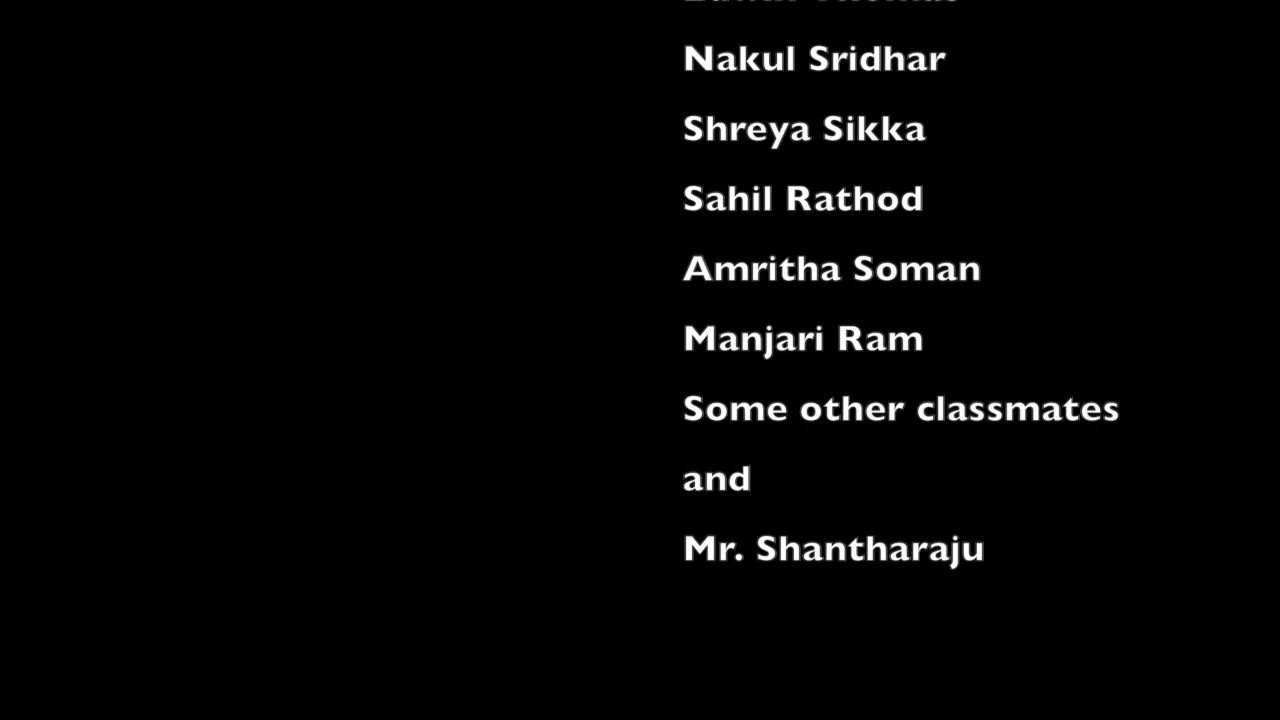 Nakul Sridhar
Shreya Sikka
Sahil Rathod
Amritha Soman
Manjari Ram
Some other classmates
and
Mr. Shantharaju